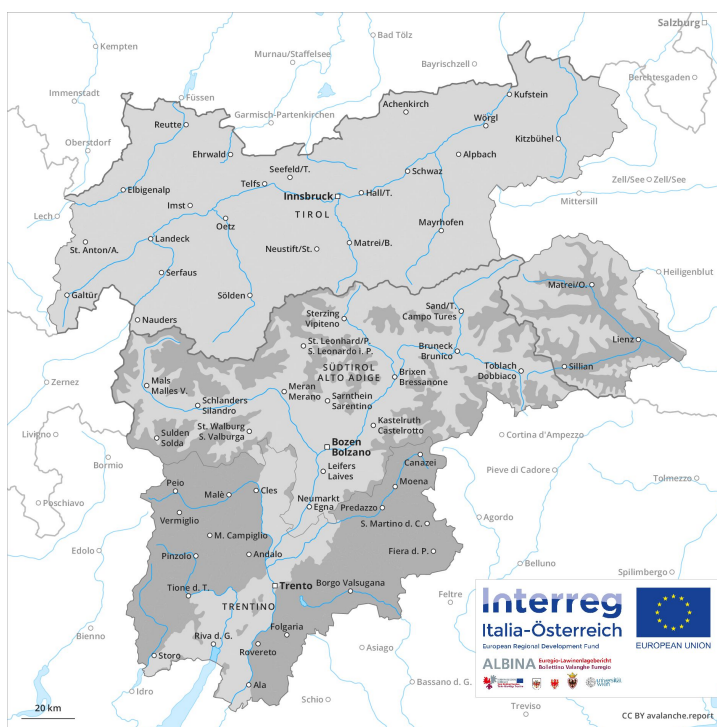 Salzburg
Bad Tölz
Kempten
Murnau/Staffelsee
Bayrischzell
Berchtesgaden
Immenstadt
Füssen
Kufstein
Achenkirch
Garmisch-Partenkirchen
Wörgl
Reutte
Kitzbühel
Oberstdorf
Ehrwald
Alpbach
Seefeld/T.
Schwaz
Zell/See
Zell/See
Telfs
Elbigenalp
Innsbruck
Hall/T.
Mittersill
Imst
TIROL
Lech
Oetz
Mayrhofen
Landeck
St. Anton/A.
Neustift/St.
Matrei/B.
Serfaus
Heiligenblut
Matrei/O.
Galtür
Sölden
Nauders
Sterzing
Vipiteno
Sand/T.
Campo Tures
Lienz
St. Leonhard/P.
S. Leonardo i. P.
Bruneck
Brunico
SÜDTIROL
ALTO ADIGE
Toblach
Dobbiaco
Sillian
Brixen
Bressanone
Zernez
Mals
Malles V.
Meran
Merano
Schlanders
Silandro
Sarnthein
Sarentino
St. Walburg
S. Valburga
Kastelruth
Castelrotto
Livigno
Sulden
Solda
Cortina d'Ampezzo
Bozen
Bolzano
Bormio
Canazei
Leifers
Laives
Pieve di Cadore
Tolmezzo
Peio
Moena
Malè
Cles
Neumarkt
Egna
Poschiavo
Predazzo
Vermiglio
Agordo
S. Martino d. C.
M. Campiglio
Edolo
Pinzolo
Andalo
Fiera d. P.
Belluno
Spilimbergo
Tione d. T.
Trento
Borgo Valsugana
Feltre
TRENTINO
Folgaria
Bienno
Riva d. G.
Rovereto
Asiago
Storo
Bassano d. G.
Ala
Idro
Schio
Treviso
Interreg
Italia-Österreich
European Regional Development Fund
EUROPEAN UNION
ALBINA
Euregio-Lawinenlagebericht
Bollettino Valanghe Euregio
universität
wien
20 km
CC BY avalanche.report